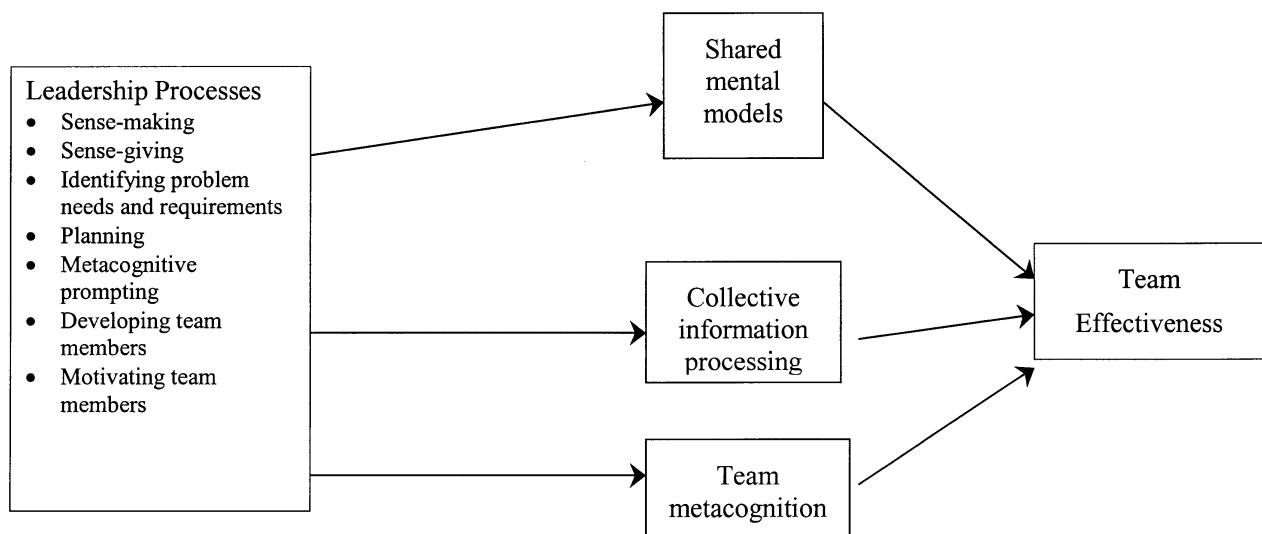 Leadership Processes
• Sense-making
• Sense-giving
• Identifying problem
needs and requirements
• Planning
• Metacognitive
prompting
• Developing team
members
• Motivating team
members
Shared
mental
models
Collective
information
processing
Team
metacognition
Team
Effectiveness